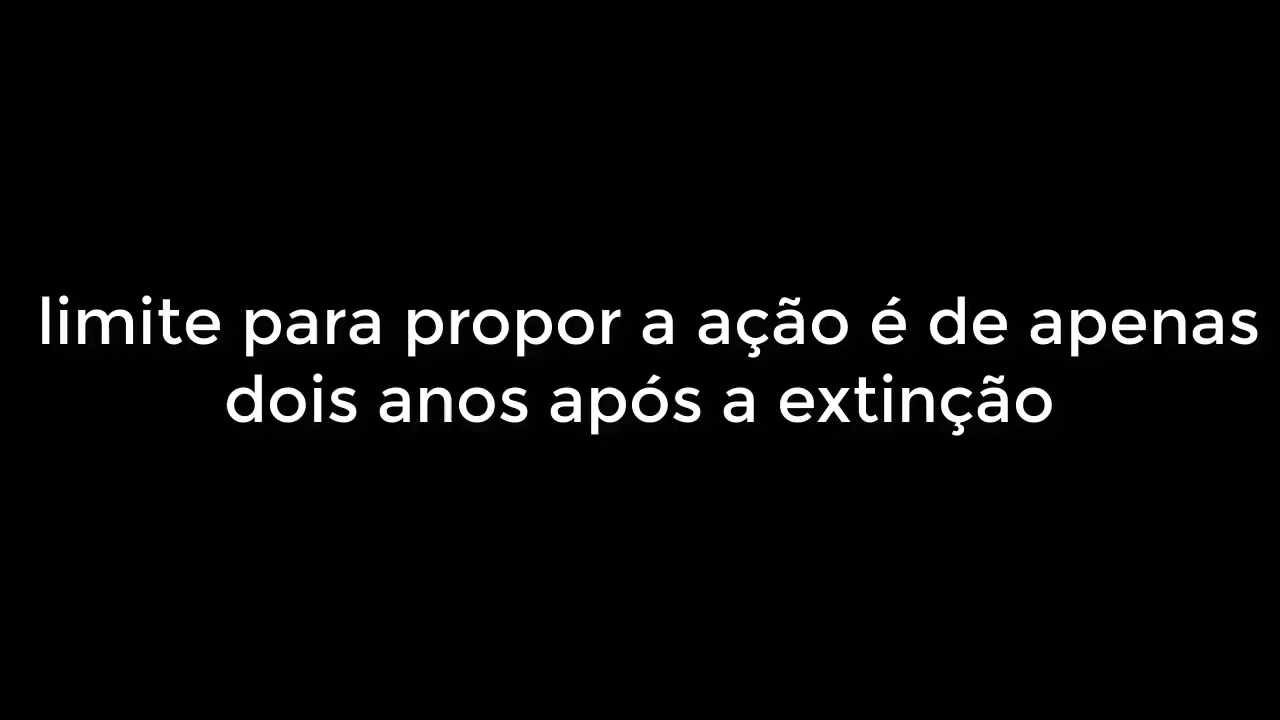 limite para propor a ação é de apenas
dois anos após a extinção